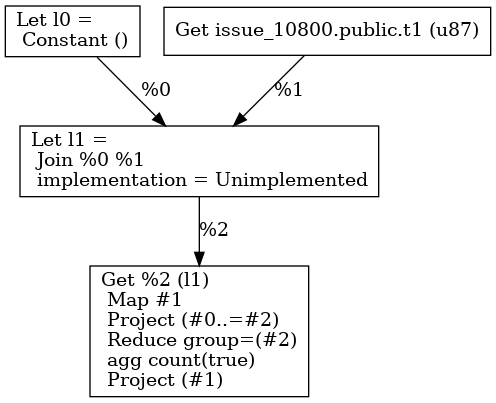 Let l0 =
Constant ()
Get issue_10800.public.t1 (u87)
%0
%1
Let l1 =
Join %0 %1
implementation = Unimplemented
%2
Get %2 (l1)
Map #1
Project (#0..=#2)
Reduce group=(#2)
agg count(true)
Project (#1)